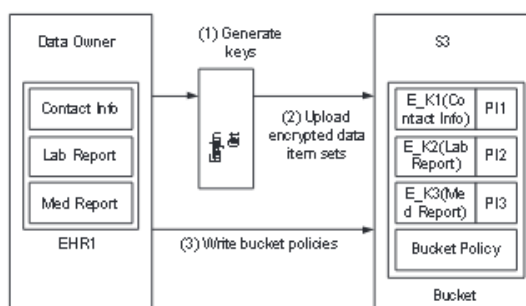 Data Owner
Contact Info
Lab Report
Med Report
EHR1
(1) Generate
keys
(2) Upload
encrypted data
item sets
(3) Write bucket policies
S3
E_K1(Co
ntact Info)
PI1
E_K2(Lab
Report)
PI2
E_K3(Me
d Report)
PI3
Bucket Policy
Bucket